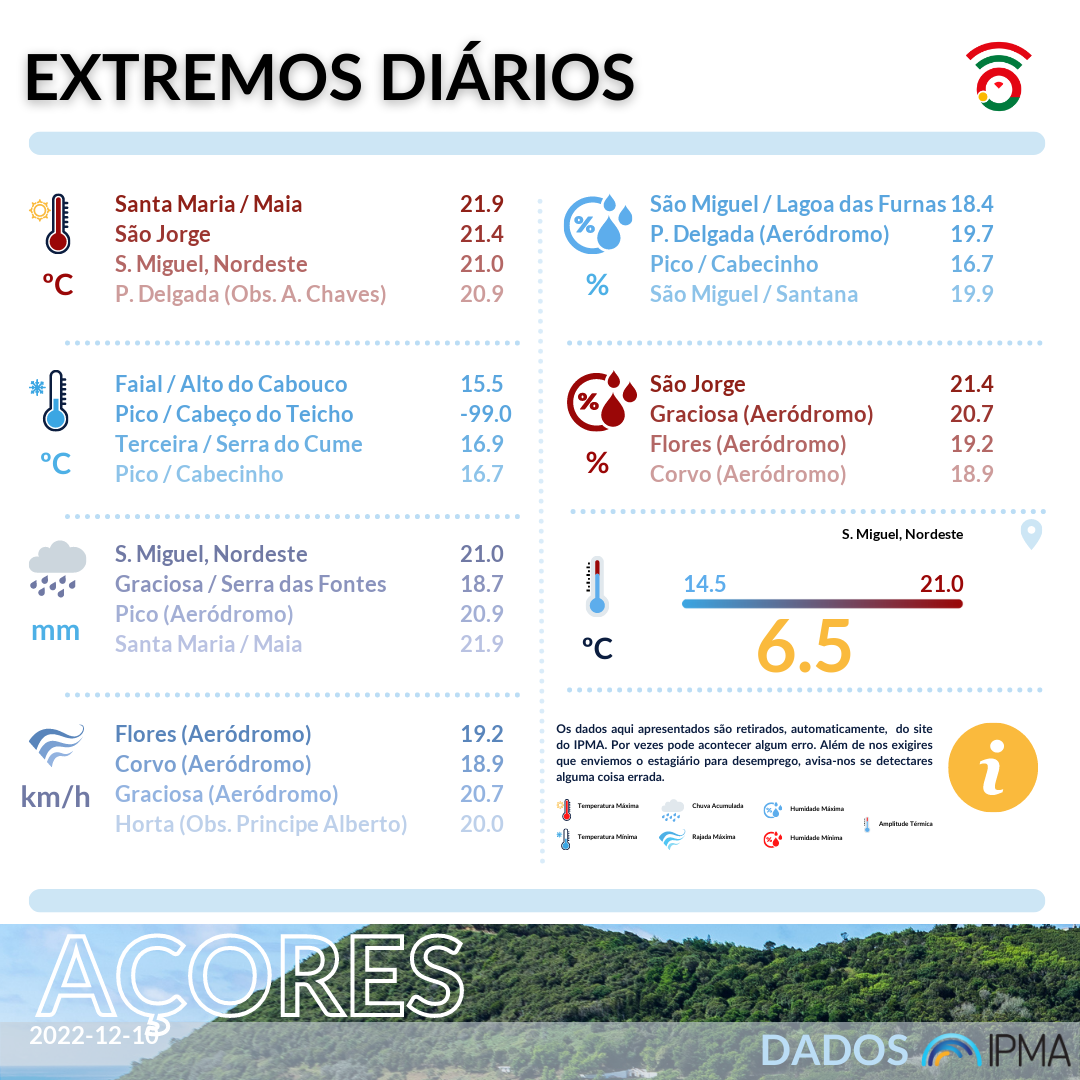 EXTREMOS DIÁRIOS
Santa Maria / Maia 21.9
São Jorge 21.4
S. Miguel, Nordeste 21.0
P. Delgada (Obs. A. Chaves) 20.9
ºC
Faial / Alto do Cabouco 15.5
Pico / Cabeço do Teicho -99.0
Terceira / Serra do Cume 16.9
Pico / Cabecinho 16.7
ºC
S. Miguel, Nordeste 21.0
Graciosa / Serra das Fontes 18.7
Pico (Aeródromo) 20.9
Santa Maria / Maia 21.9
mm
Flores (Aeródromo) 19.2
Corvo (Aeródromo) 18.9
Graciosa (Aeródromo) 20.7
Horta (Obs. Principe Alberto) 20.0
km/h
%
São Miguel / Lagoa das Furnas 18.4
P. Delgada (Aeródromo) 19.7
Pico / Cabecinho 16.7
São Miguel / Santana 19.9
%
%
São Jorge 21.4
Graciosa (Aeródromo) 20.7
Flores (Aeródromo) 19.2
Corvo (Aeródromo) 18.9
%
S. Miguel, Nordeste
14.5 21.0
6.5
ºC
Os dados aqui apresentados são retirados, automaticamente, do site
do IPMA. Por vezes pode acontecer algum erro. Além de nos exigires
que enviemos o estagiário para desemprego, avisa-nos se detectares
alguma coisa errada.
i
Temperatura Máxima Chuva Acumulada Humidade Máxima
Amplitude Térmica
Temperatura Mínima Rajada Máxima Humidade Mínima
AÇORES
2022-12-10
DADOS IPMA